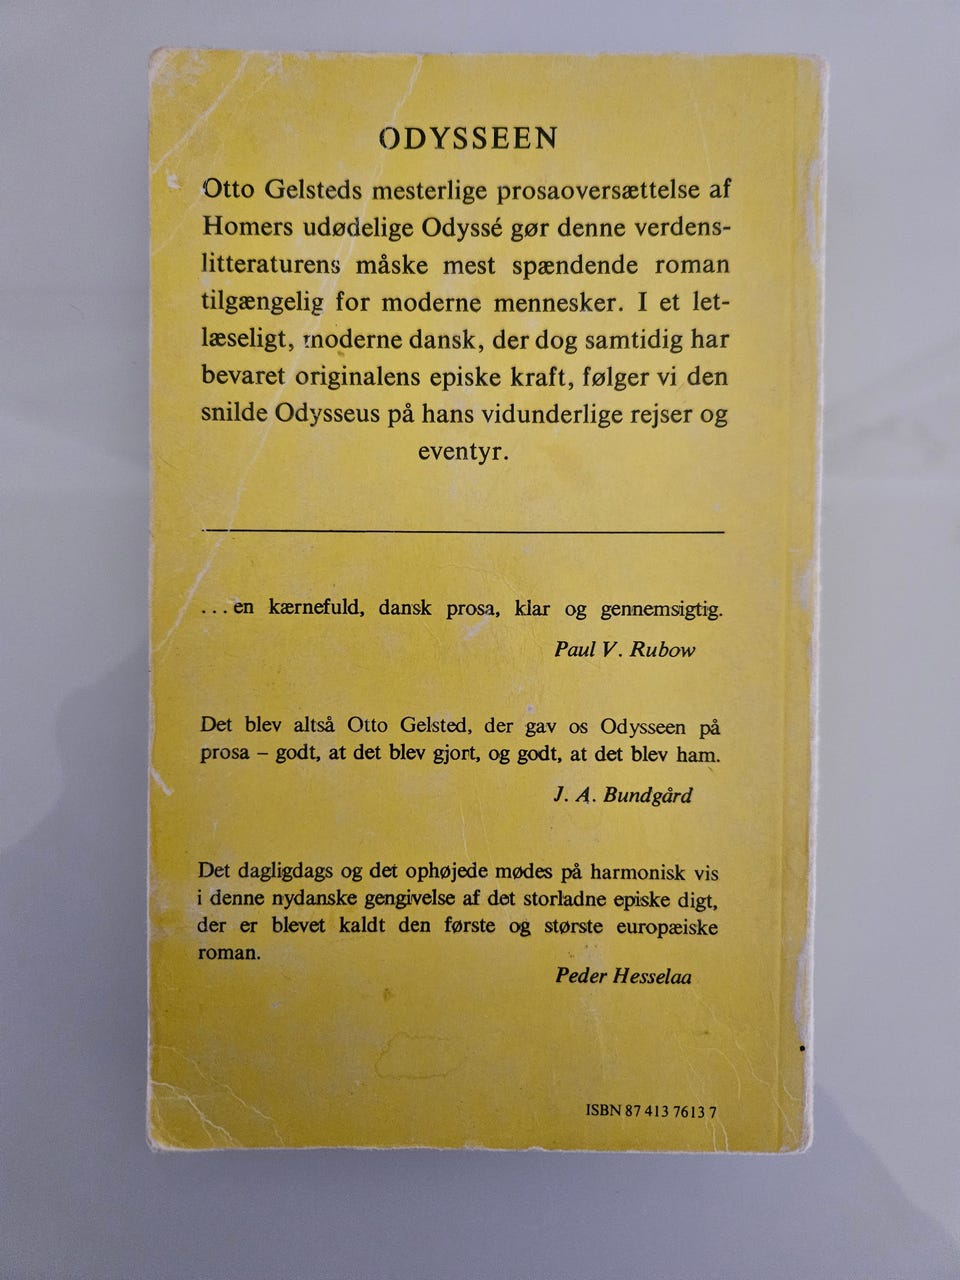 ODYSSEEN
Otto Gelsteds mesterlige prosaoversættelse af
Homers udødelige Odyssé gør denne verdens-
litteraturens måske mest spændende roman
tilgængelig for moderne mennesker. I et let-
læseligt, moderne dansk, der dog samtidig har
bevaret originalens episke kraft, følger vi den
snilde Odysseus på hans vidunderlige rejser og
eventyr.
...en kærnefuld, dansk prosa, klar og gennemsigtig.
Paul V. Rubow
Det blev altså Otto Gelsted, der gav os Odysseen på
prosa – godt, at det blev gjort, og godt, at det blev ham.
J. A. Bundgård
Det dagligdags og det ophøjede mødes på harmonisk vis
i denne nydanske gengivelse af det storladne episke digt,
der er blevet kaldt den første og største europæiske
roman.
Peder Hesselaa
ISBN 87 413 7613 7